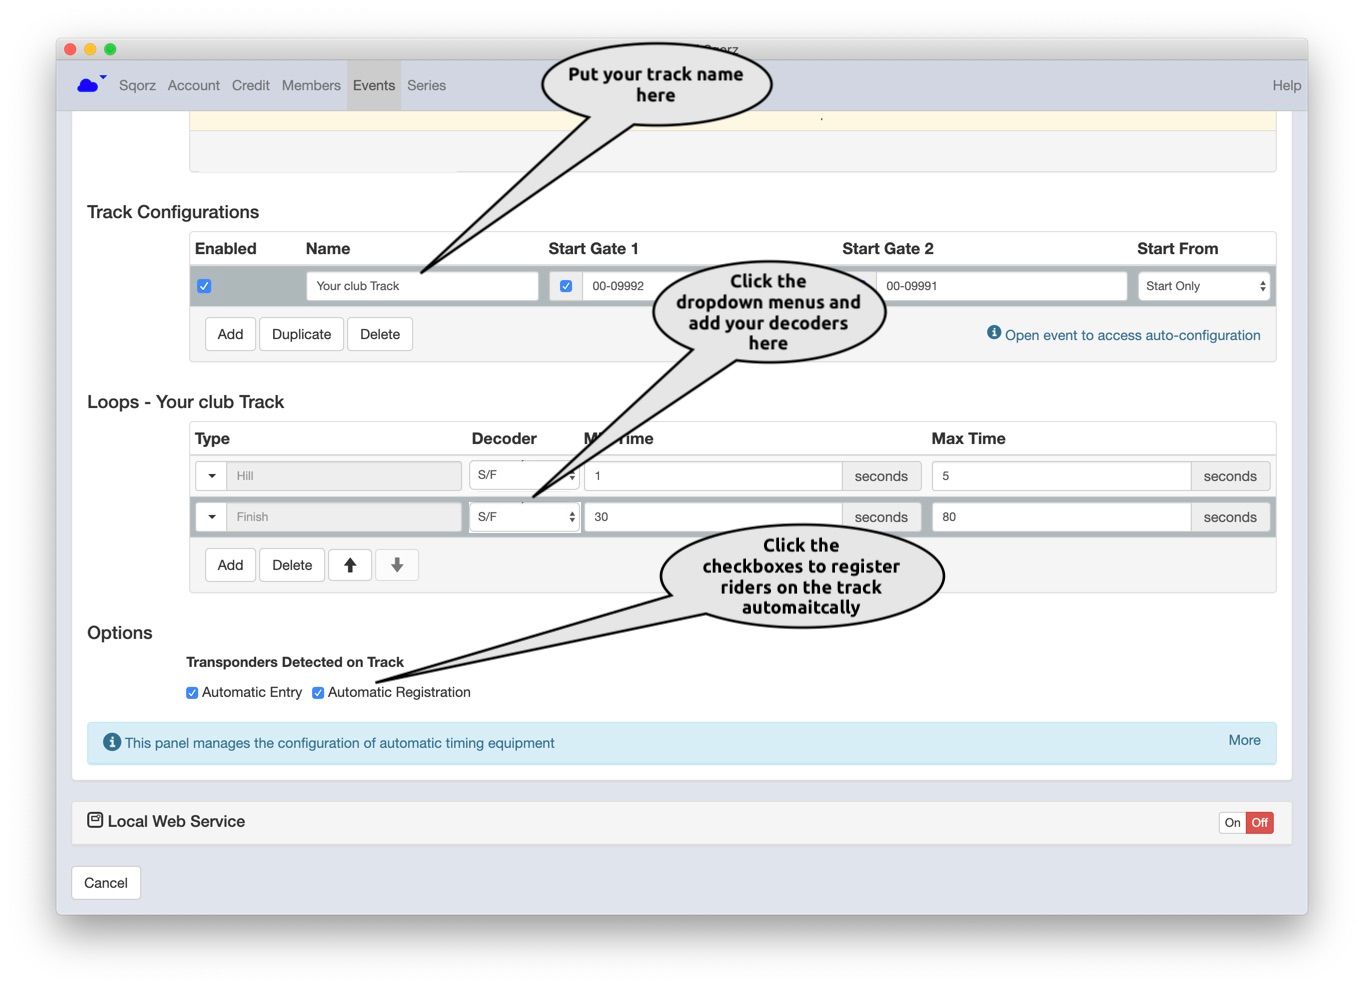 Sqorz Account Credit Members Events Series Help
Put your track name
here
Track Configurations
Enabled Name Start Gate 1 Start Gate 2 Start From
Your club Track 00-09992 00-09991 Start Only
Click the
dropdown menus and
add your decoders
here
Add Duplicate Delete
Open event to access auto-configuration
Loops - Your club Track
Type Decoder Time Max Time
Hill S/F 1 seconds 5 seconds
Finish S/F 30 seconds 80 seconds
Add Delete
Click the
checkboxes to register
riders on the track
automaitcally
Options
Transponders Detected on Track
Automatic Entry Automatic Registration
This panel manages the configuration of automatic timing equipment More
Local Web Service On Off
Cancel